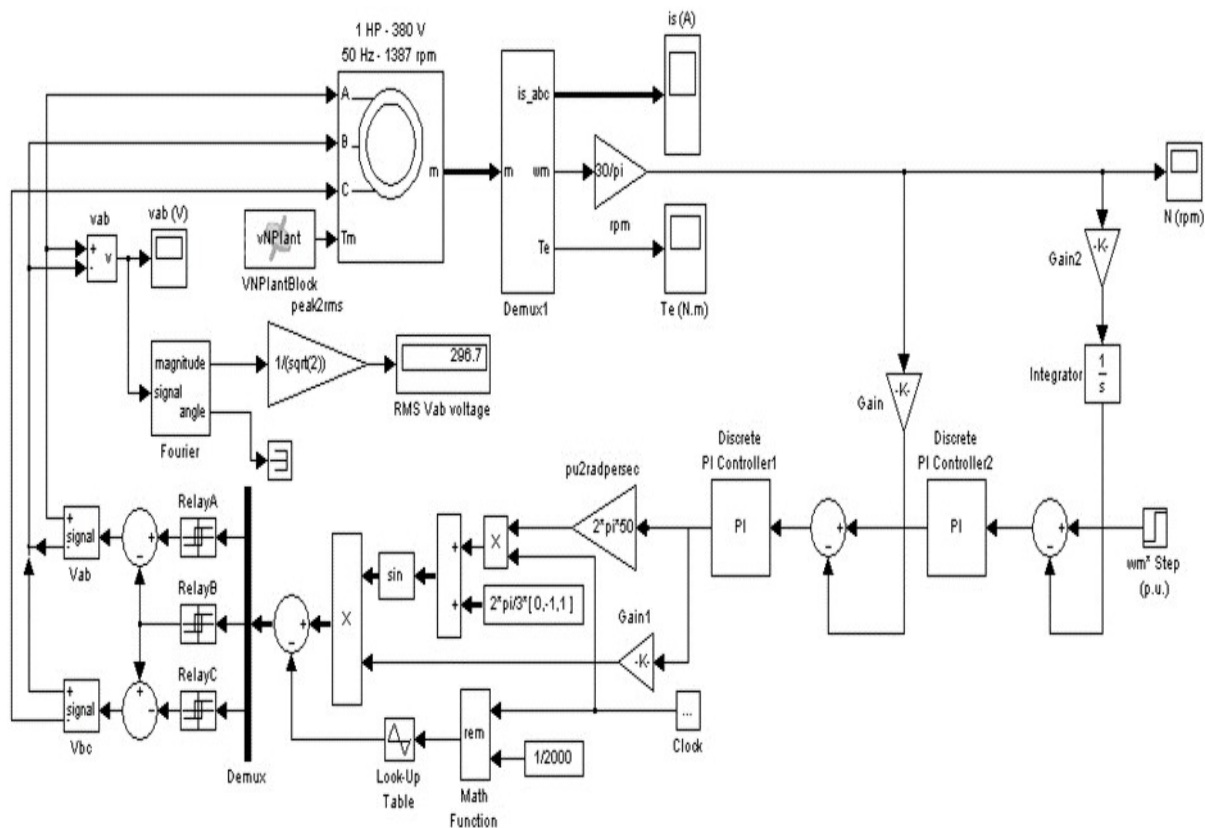 1 HP - 380 V
50 Hz - 1387 rpm
is (A)
A
is_abc
B
m
m
wm
30/pi
C
N (rpm)
vab
vab (V)
rpm
+
-
v
vNPlant
Tm
Te
-K-
Gain2
VNPlantBlock
Demux1
Te (N.m)
peak2rms
magnitude
signal
angle
1/(sqrt(2))
296.7
Integrator
1
s
RMS Vab voltage
Gain
-K-
Fourier
Discrete
PI Controller1
Discrete
PI Controller2
pu2radpersec
RelayA
+
signal
-
Vab
+
-
2*pi*50
PI
+
-
PI
+
-
wm* Step
(p.u.)
X
sin
+
+
X
2*pi/3*[ 0,-1,1 ]
RelayB
+
-
Gain1
-K-
RelayC
+
signal
-
Vbc
+
-
rem
...
Clock
1/2000
Demux
Look-Up
Table
Math
Function